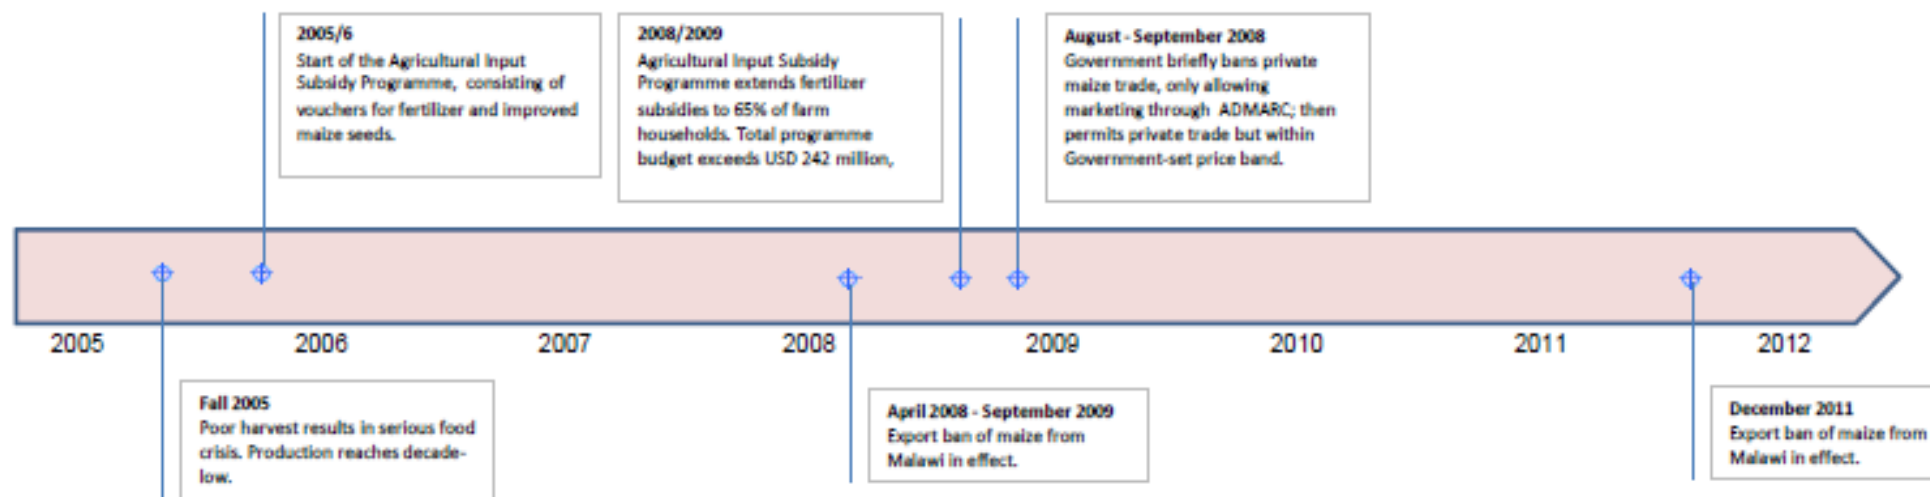 2005/6
Start of the Agricultural Input
Subsidy Programme, consisting of
vouchers for fertilizer and improved
maize seeds.
2008/2009
Agricultural Input Subsidy
Programme extends fertilizer
subsidies to 65% of farm
households. Total programme
budget exceeds USD 242 million,
August - September 2008
Government briefly bans private
maize trade, only allowing
marketing through ADMARC; then
permits private trade but within
Government-set price band.
2005
2006
2007
2008
2009
2010
2011
2012
Fall 2005
Poor harvest results in serious food
crisis. Production reaches decade-
low.
April 2008 - September 2009
Export ban of maize from
Malawi in effect.
December 2011
Export ban of maize from
Malawi in effect.